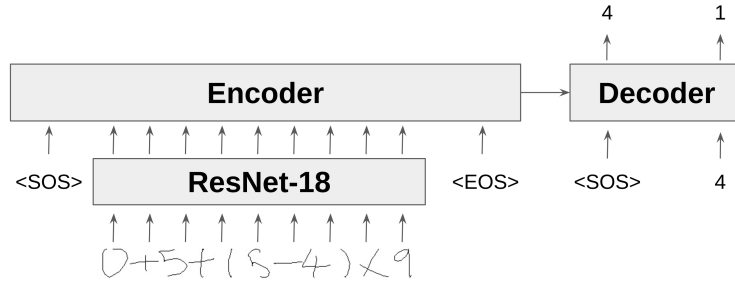 4 1
Encoder Decoder
<SOS> ResNet-18 <EOS> <SOS> 4
0+5+(5-4)×9